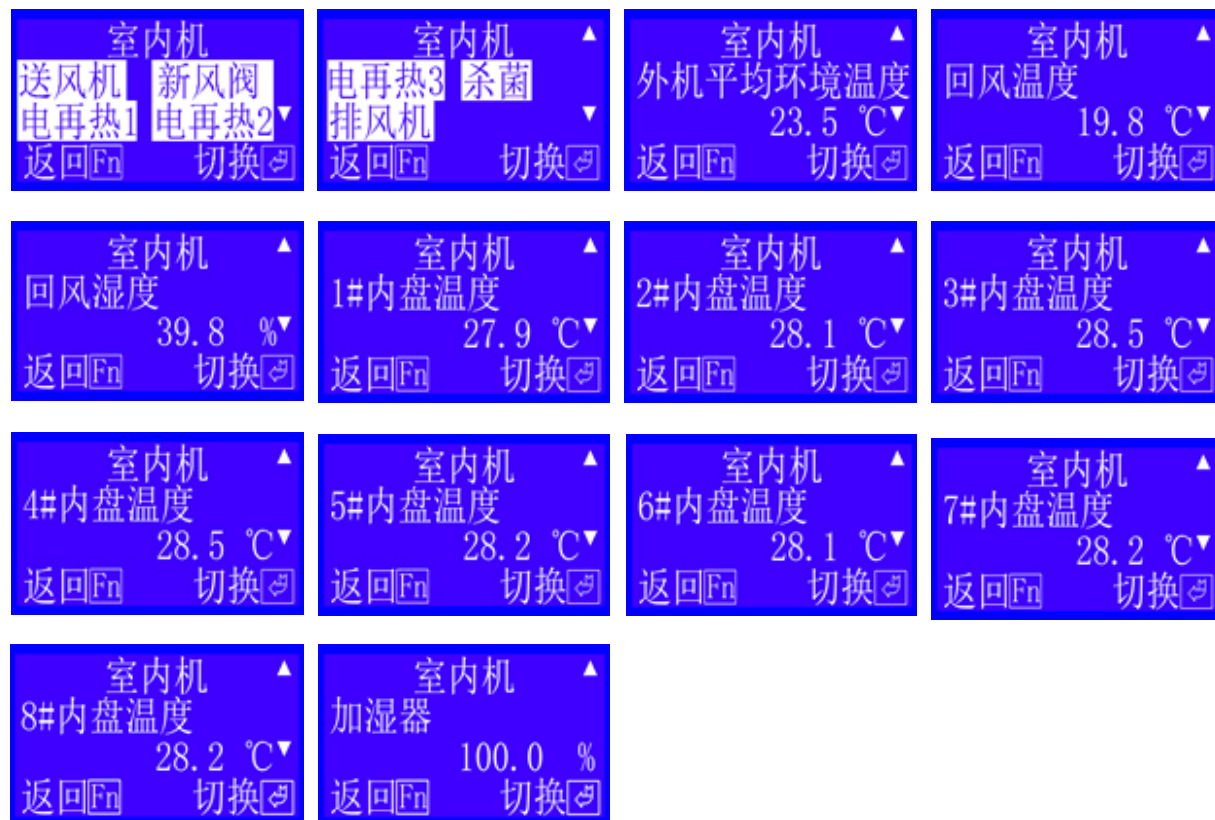 室内机 ▲
送风机 新风阀
电再热1 电再热2▼
返回Fn 切换
室内机 ▲
电再热3 杀菌
排风机 ▼
返回Fn 切换
室内机 ▲
外机平均环境温度
23.5 ℃▼
返回Fn 切换
室内机 ▲
回风温度
19.8 ℃▼
返回Fn 切换
室内机 ▲
回风湿度
39.8 %▼
返回Fn 切换
室内机 ▲
1#内盘温度
27.9 ℃▼
返回Fn 切换
室内机 ▲
2#内盘温度
28.1 ℃▼
返回Fn 切换
室内机 ▲
3#内盘温度
28.5 ℃▼
返回Fn 切换
室内机 ▲
4#内盘温度
28.5 ℃▼
返回Fn 切换
室内机 ▲
5#内盘温度
28.2 ℃▼
返回Fn 切换
室内机 ▲
6#内盘温度
28.1 ℃▼
返回Fn 切换
室内机 ▲
7#内盘温度
28.2 ℃▼
返回Fn 切换
室内机 ▲
8#内盘温度
28.2 ℃▼
返回Fn 切换
室内机 ▲
加湿器
100.0 %
返回Fn 切换